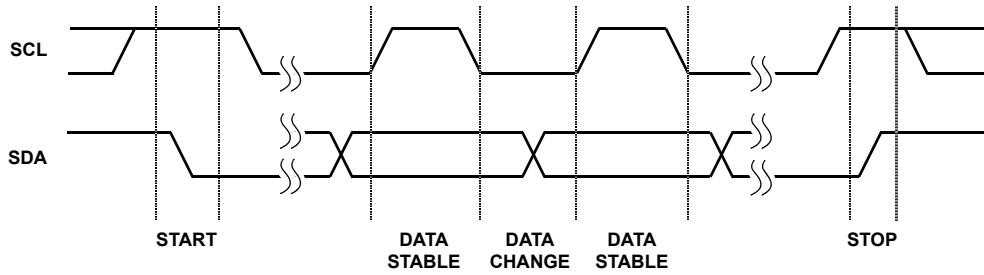 SCL
SDA
START
DATA
STABLE
DATA
CHANGE
DATA
STABLE
STOP